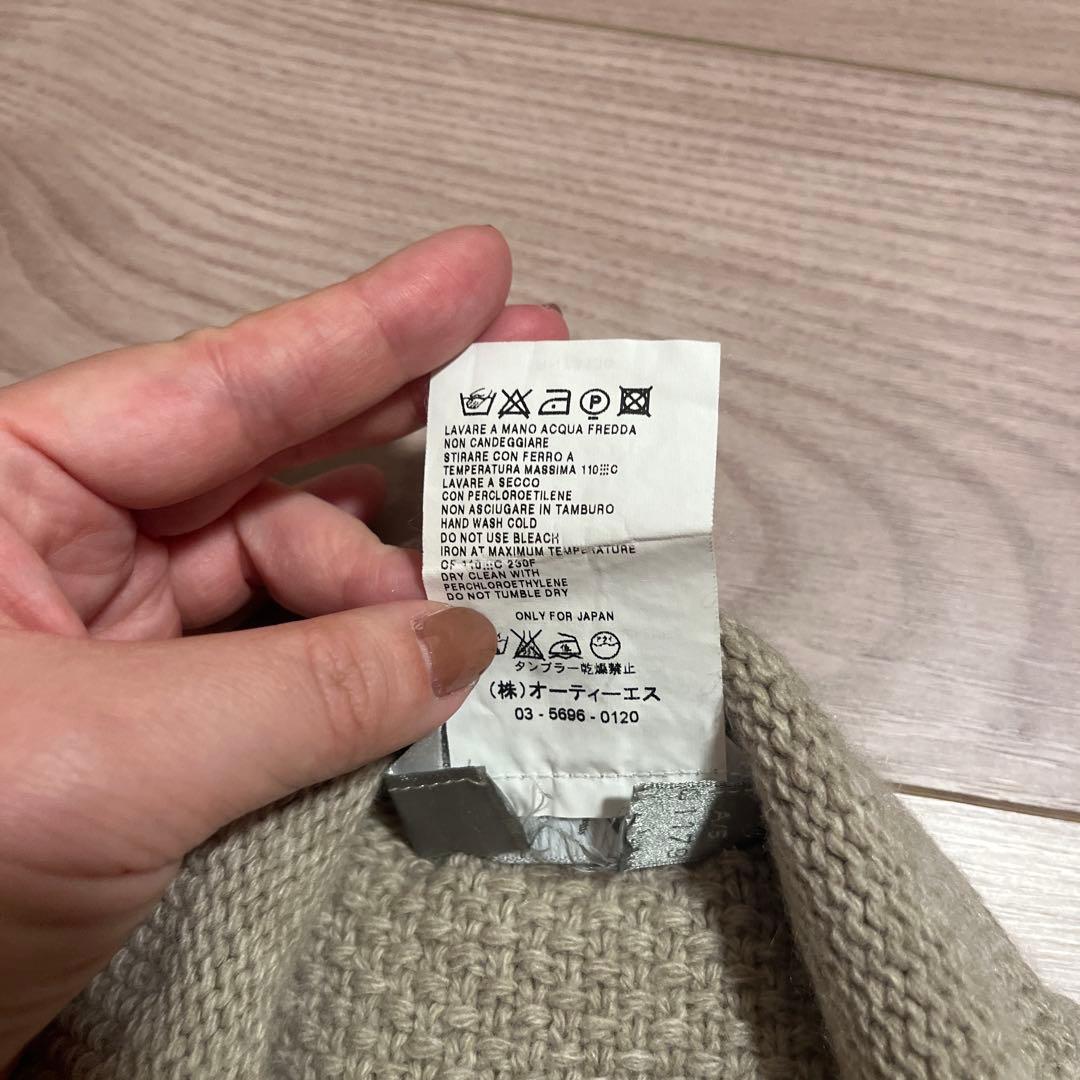 P
LAVARE A MANO ACQUA FREDDA
NON CANDEGGIARE
STIRARE CON FERRO A
TEMPERATURA MASSIMA 110 C
LAVARE A SECCO
CON PERCLOROETILENE
NON ASCIUGARE IN TAMBURO
HAND WASH COLD
DO NOT USE BLEACH
IRON AT MAXIMUM TEMPERATURE
OF 110 C 230F
DRY CLEAN WITH
PERCHLOROETHYLENE
DO NOT TUMBLE DRY
ONLY FOR JAPAN
タンブラー乾燥禁止
(株)オーティーエス
03 - 5696 - 0120